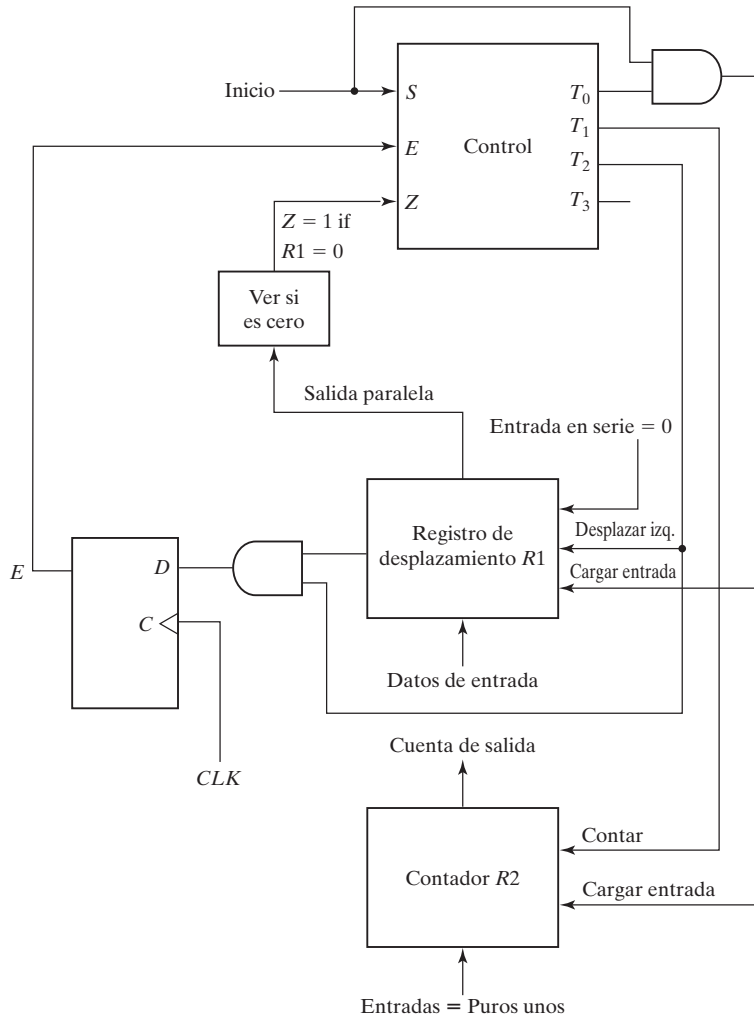 Inicio
S
T0
T1
E
Control
T2
Z
T3
Z = 1 if
R1 = 0
Ver si
es cero
Salida paralela
Entrada en serie = 0
Registro de
desplazamiento R1
Desplazar izq.
Cargar entrada
E
D
C
Datos de entrada
CLK
Cuenta de salida
Contar
Contador R2
Cargar entrada
Entradas = Puros unos